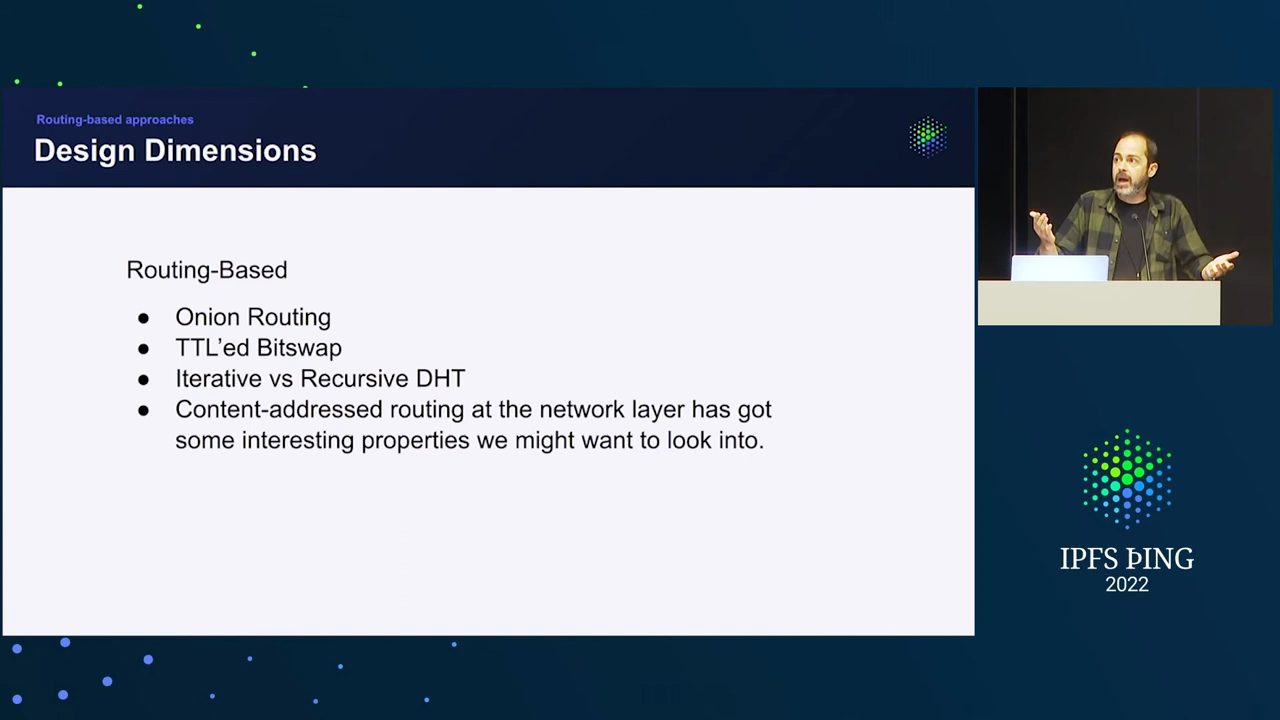 Routing-based approaches
Design Dimensions
Routing-Based
● Onion Routing
● TTL’ed Bitswap
● Iterative vs Recursive DHT
● Content-addressed routing at the network layer has got
some interesting properties we might want to look into.
IPFS ÞING
2022